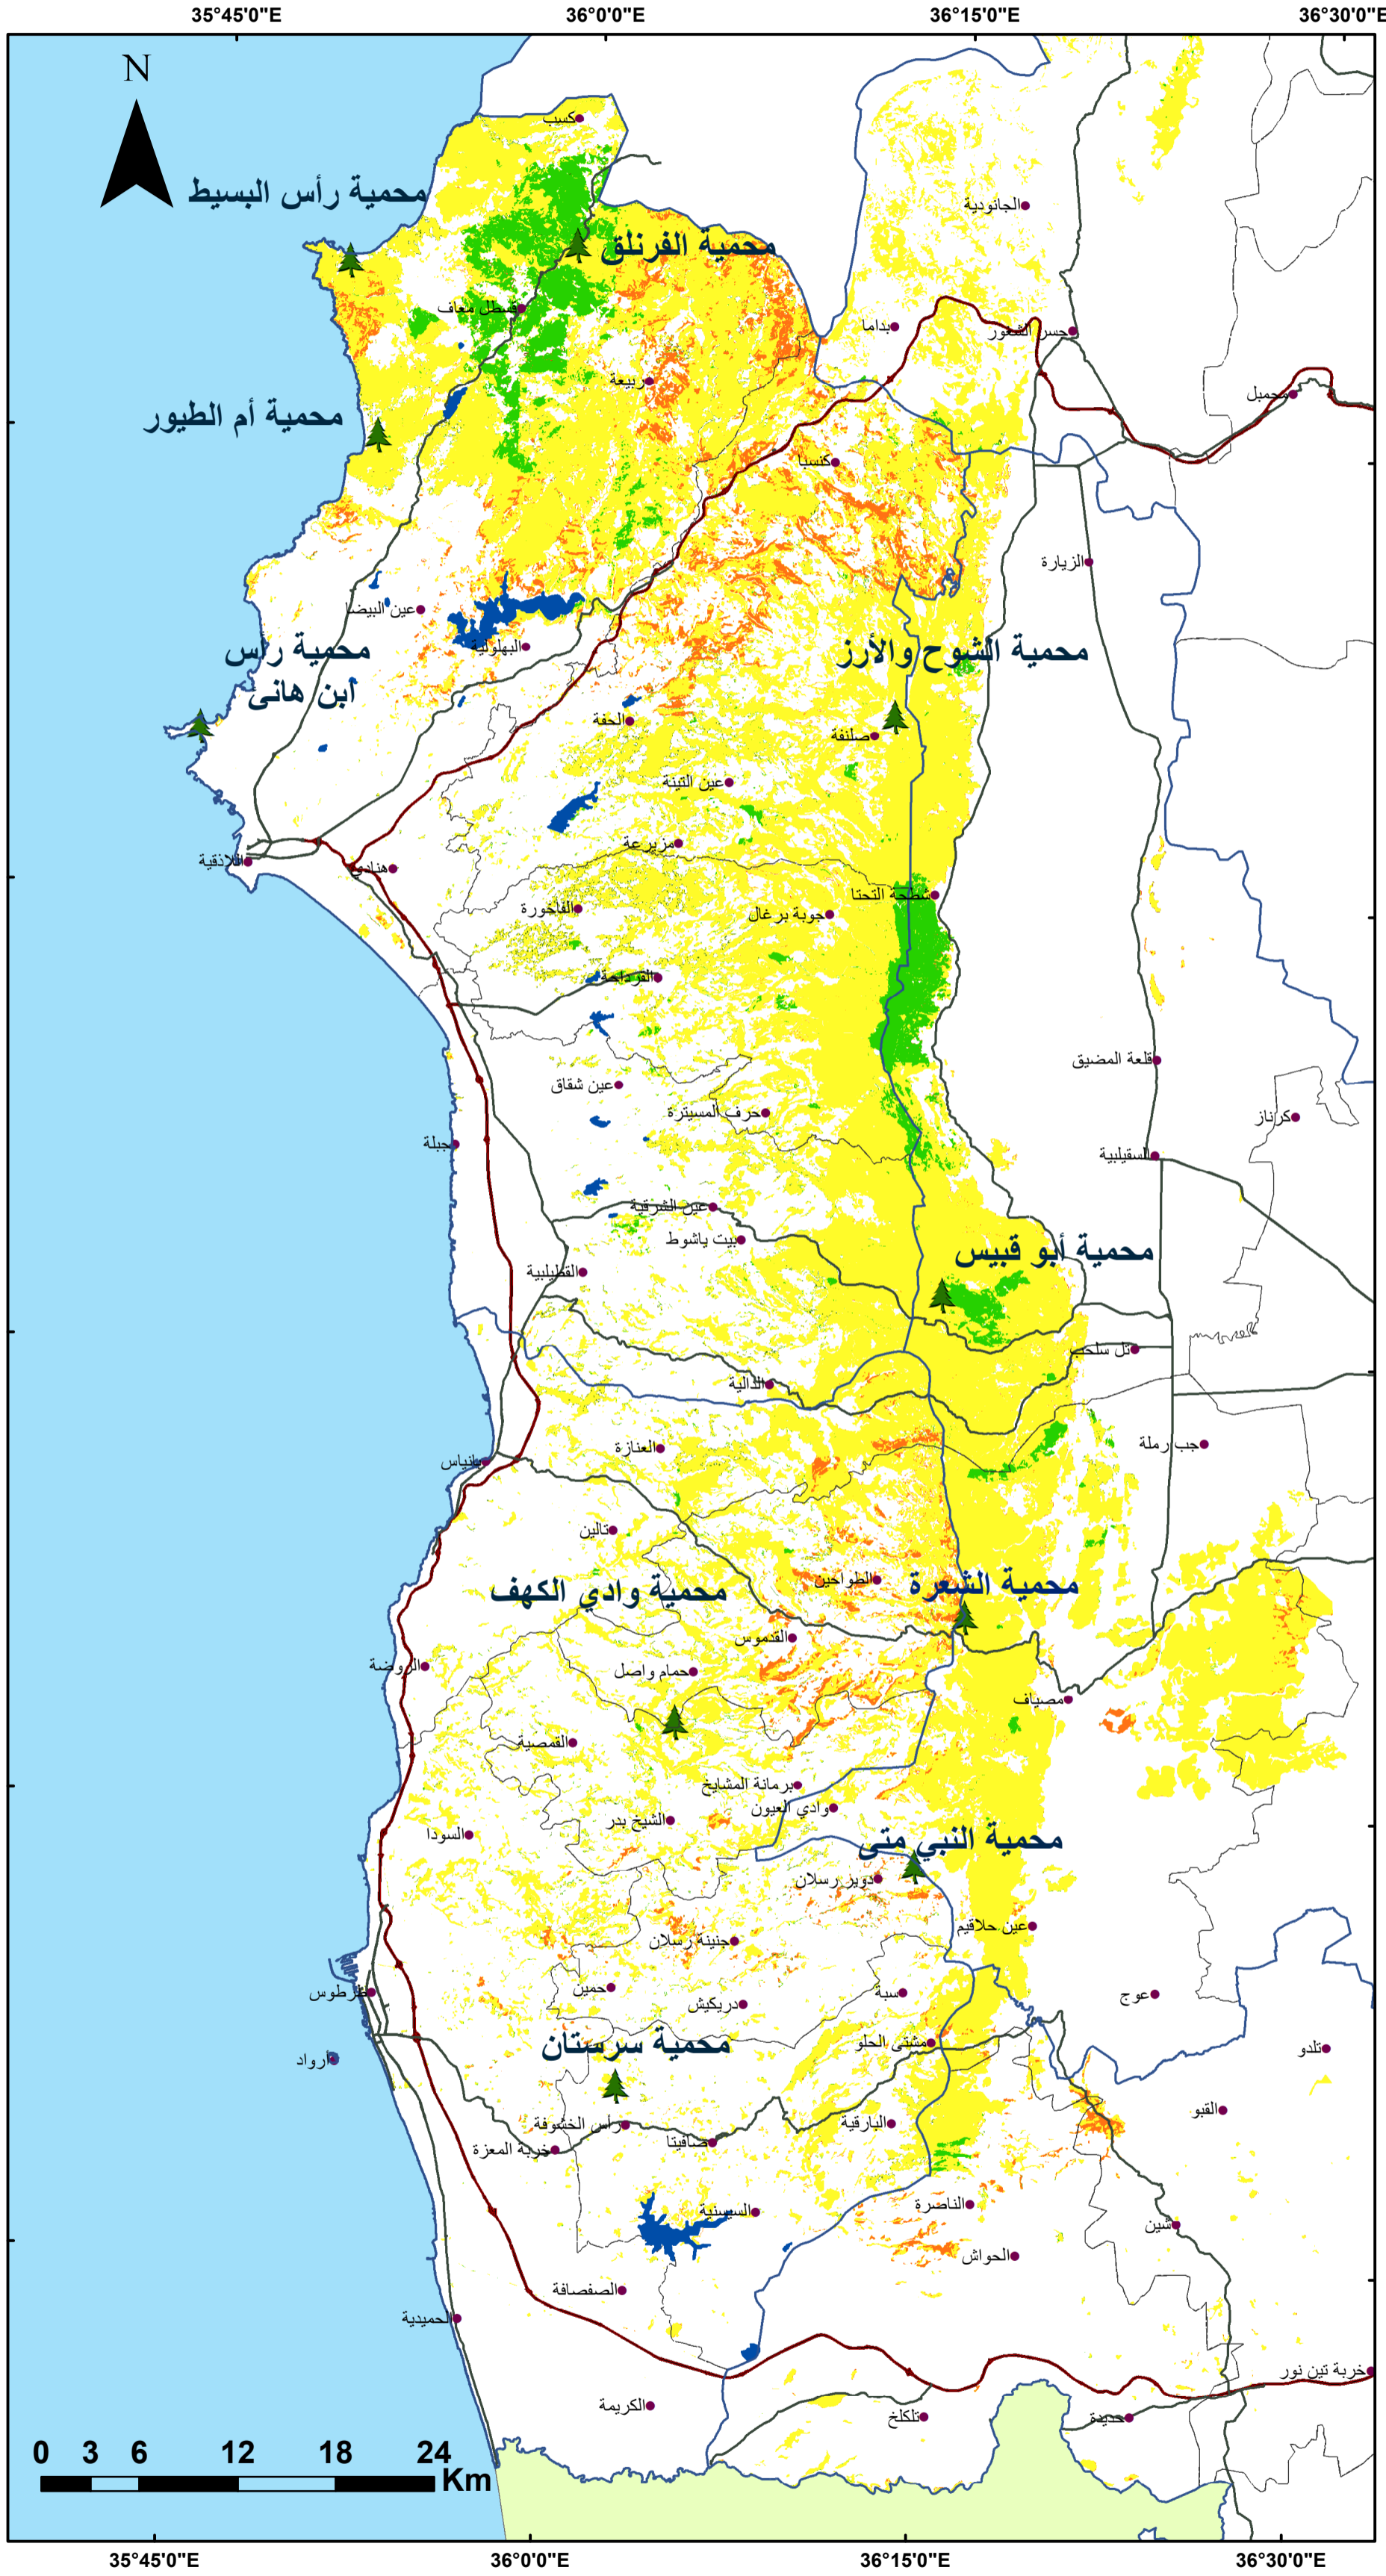 35°45'0"E
36°0'0"E
36°15'0"E
36°30'0"E
N
كسب
محمية رأس البسيط
الجانودية
محمية الفرنلق
قسطل معاف
بداما
جسر الشغور
ربيعة
محمبل
محمية أم الطيور
كنسبا
الزيارة
عين البيضا
البهلولية
محمية رأس
ابن هانئ
محمية الشوح والأرز
الحفة
صلنفة
عين التينة
مزيرعة
اللاذقية
هنادي
شطحة التحتا
الفاخورة
جوبة برغال
القرداحة
قلعة المضيق
عين شقاق
حرف المسيترة
كرناز
جبلة
السقيلبية
عين الشرقية
بيت ياشوط
محمية أبو قبيس
القطيلبية
تل سلحب
الدالية
العنازة
جب رملة
بانياس
تالين
الطواحين
محمية الشعرة
محمية وادي الكهف
القدموس
الروضة
حمام واصل
مصياف
القمصية
برمانة المشايخ
وادي العيون
الشيخ بدر
السودا
محمية النبي متى
دوير رسلان
عين حلاقيم
جنينة رسلان
طرطوس
حمين
دريكيش
سبة
عوج
محمية سرستان
مشتى الحلو
تلدو
أرواد
القبو
رأس الخشوفة
البارقية
صافيتا
خربة المعزة
السيسنية
الناصرة
شين
الحواش
الصفصافة
الحميدية
خربة تين نور
الكريمة
تلكلخ
حديدة
0 3 6 12 18 24
Km
35°45'0"E
36°0'0"E
36°15'0"E
36°30'0"E